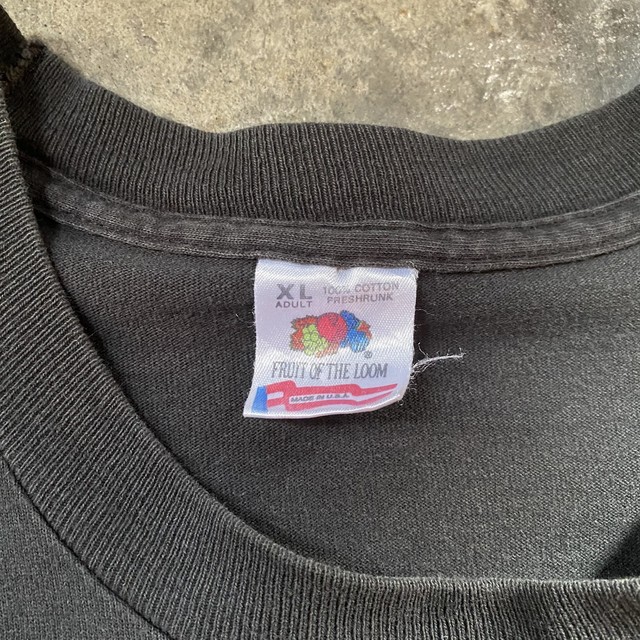 XL 100% COTTON
ADULT PRESHRUNK
®
FRUIT OF THE LOOM
MADE IN U.S.A.